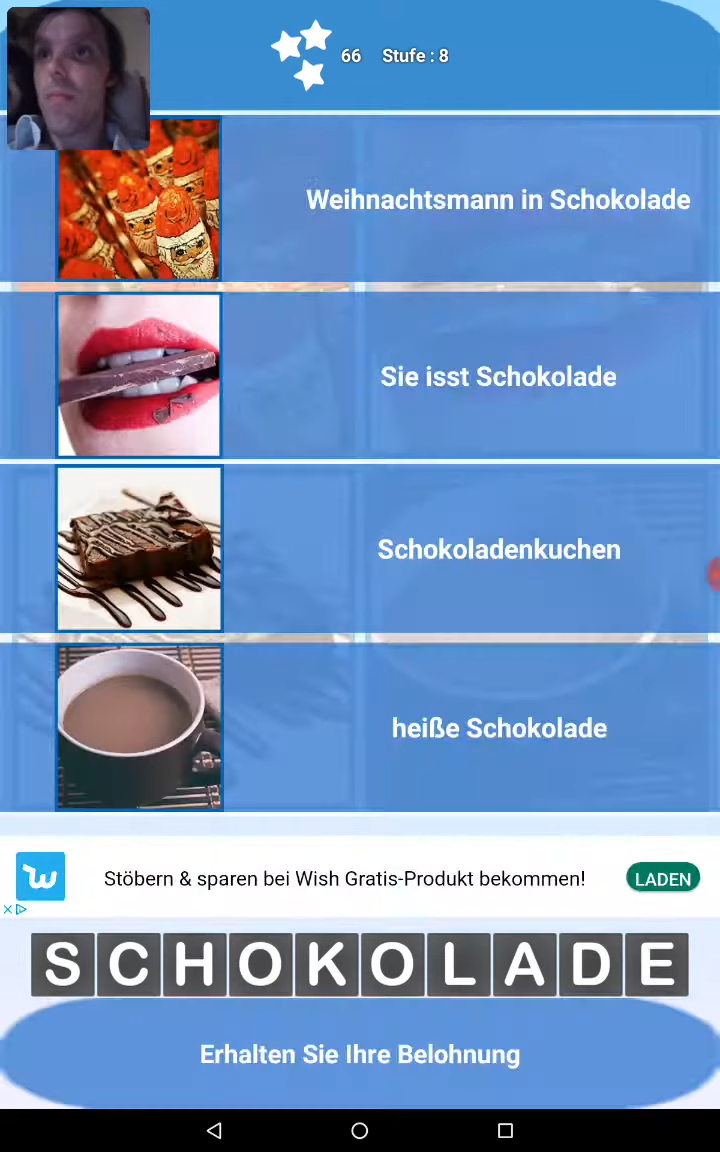 66 Stufe : 8
Weihnachtsmann in Schokolade
Sie isst Schokolade
Schokoladenkuchen
heiße Schokolade
Stöbern & sparen bei Wish Gratis-Produkt bekommen!
LADEN
SCHOKOLADE
Erhalten Sie Ihre Belohnung